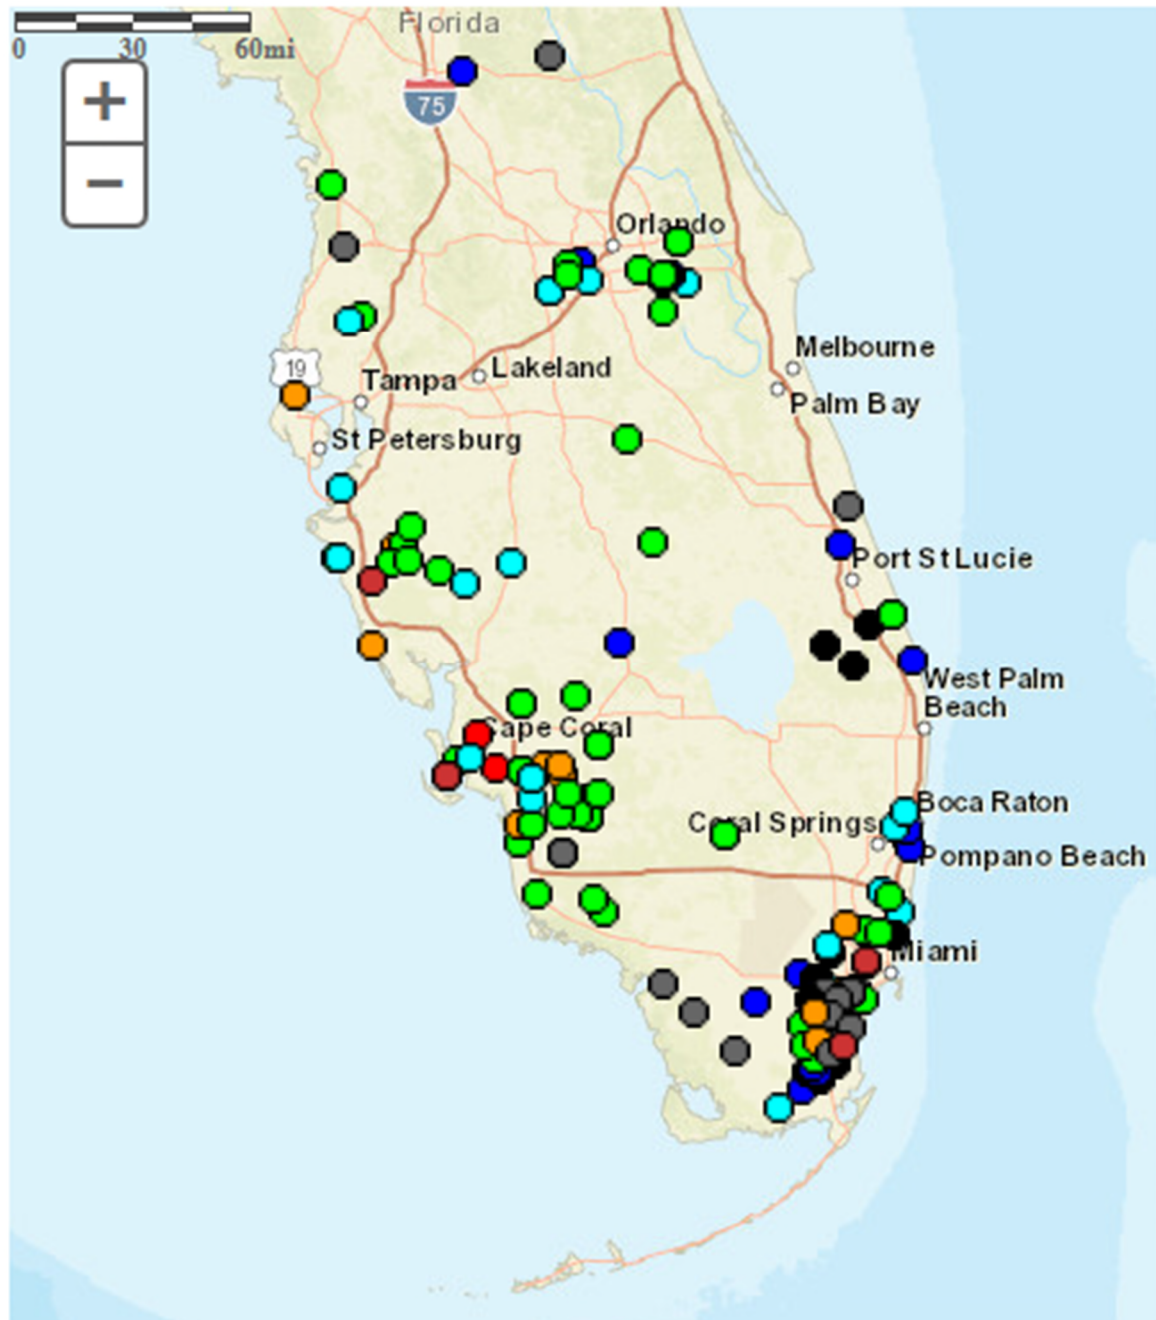 Florida
0 30 60mi
+
75
−
Orlando
Melbourne
19
Lakeland
Tampa
Palm Bay
St Petersburg
Port St Lucie
West Palm
Beach
Cape Coral
Boca Raton
Coral Springs
Pompano Beach
Miami